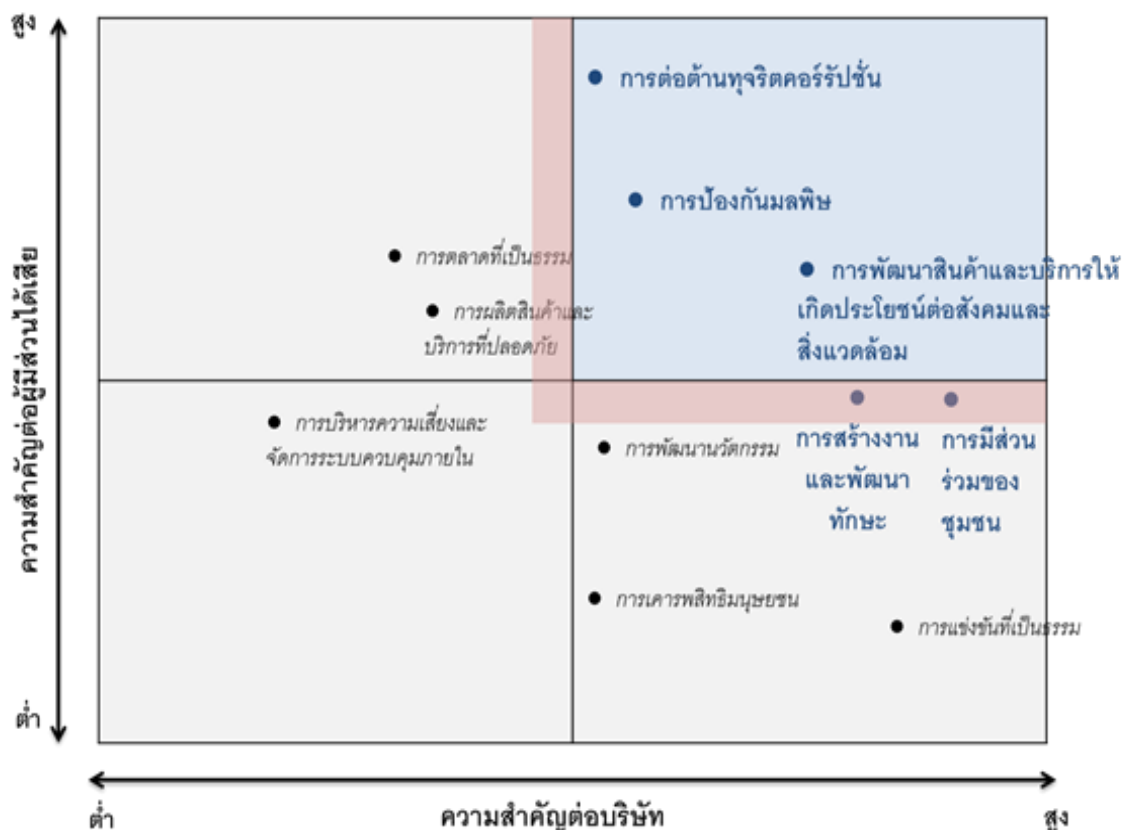 สูง
การต่อต้านทุจริตคอร์รัปชั่น
การป้องกันมลพิษ
การตลาดที่เป็นธรรม
การพัฒนาสินค้าและบริการให้
เกิดประโยชน์ต่อสังคมและ
สิ่งแวดล้อม
การผลิตสินค้าและ
บริการที่ปลอดภัย
ความสำคัญต่อผู้มีส่วนได้เสีย
การบริหารความเสี่ยงและ
จัดการระบบควบคุมภายใน
การพัฒนานวัตกรรม
การสร้างงาน
และพัฒนา
ทักษะ
การมีส่วน
ร่วมของ
ชุมชน
การเคารพสิทธิมนุษยชน
การแข่งขันที่เป็นธรรม
ต่ำ
ต่ำ
ความสำคัญต่อบริษัท
สูง